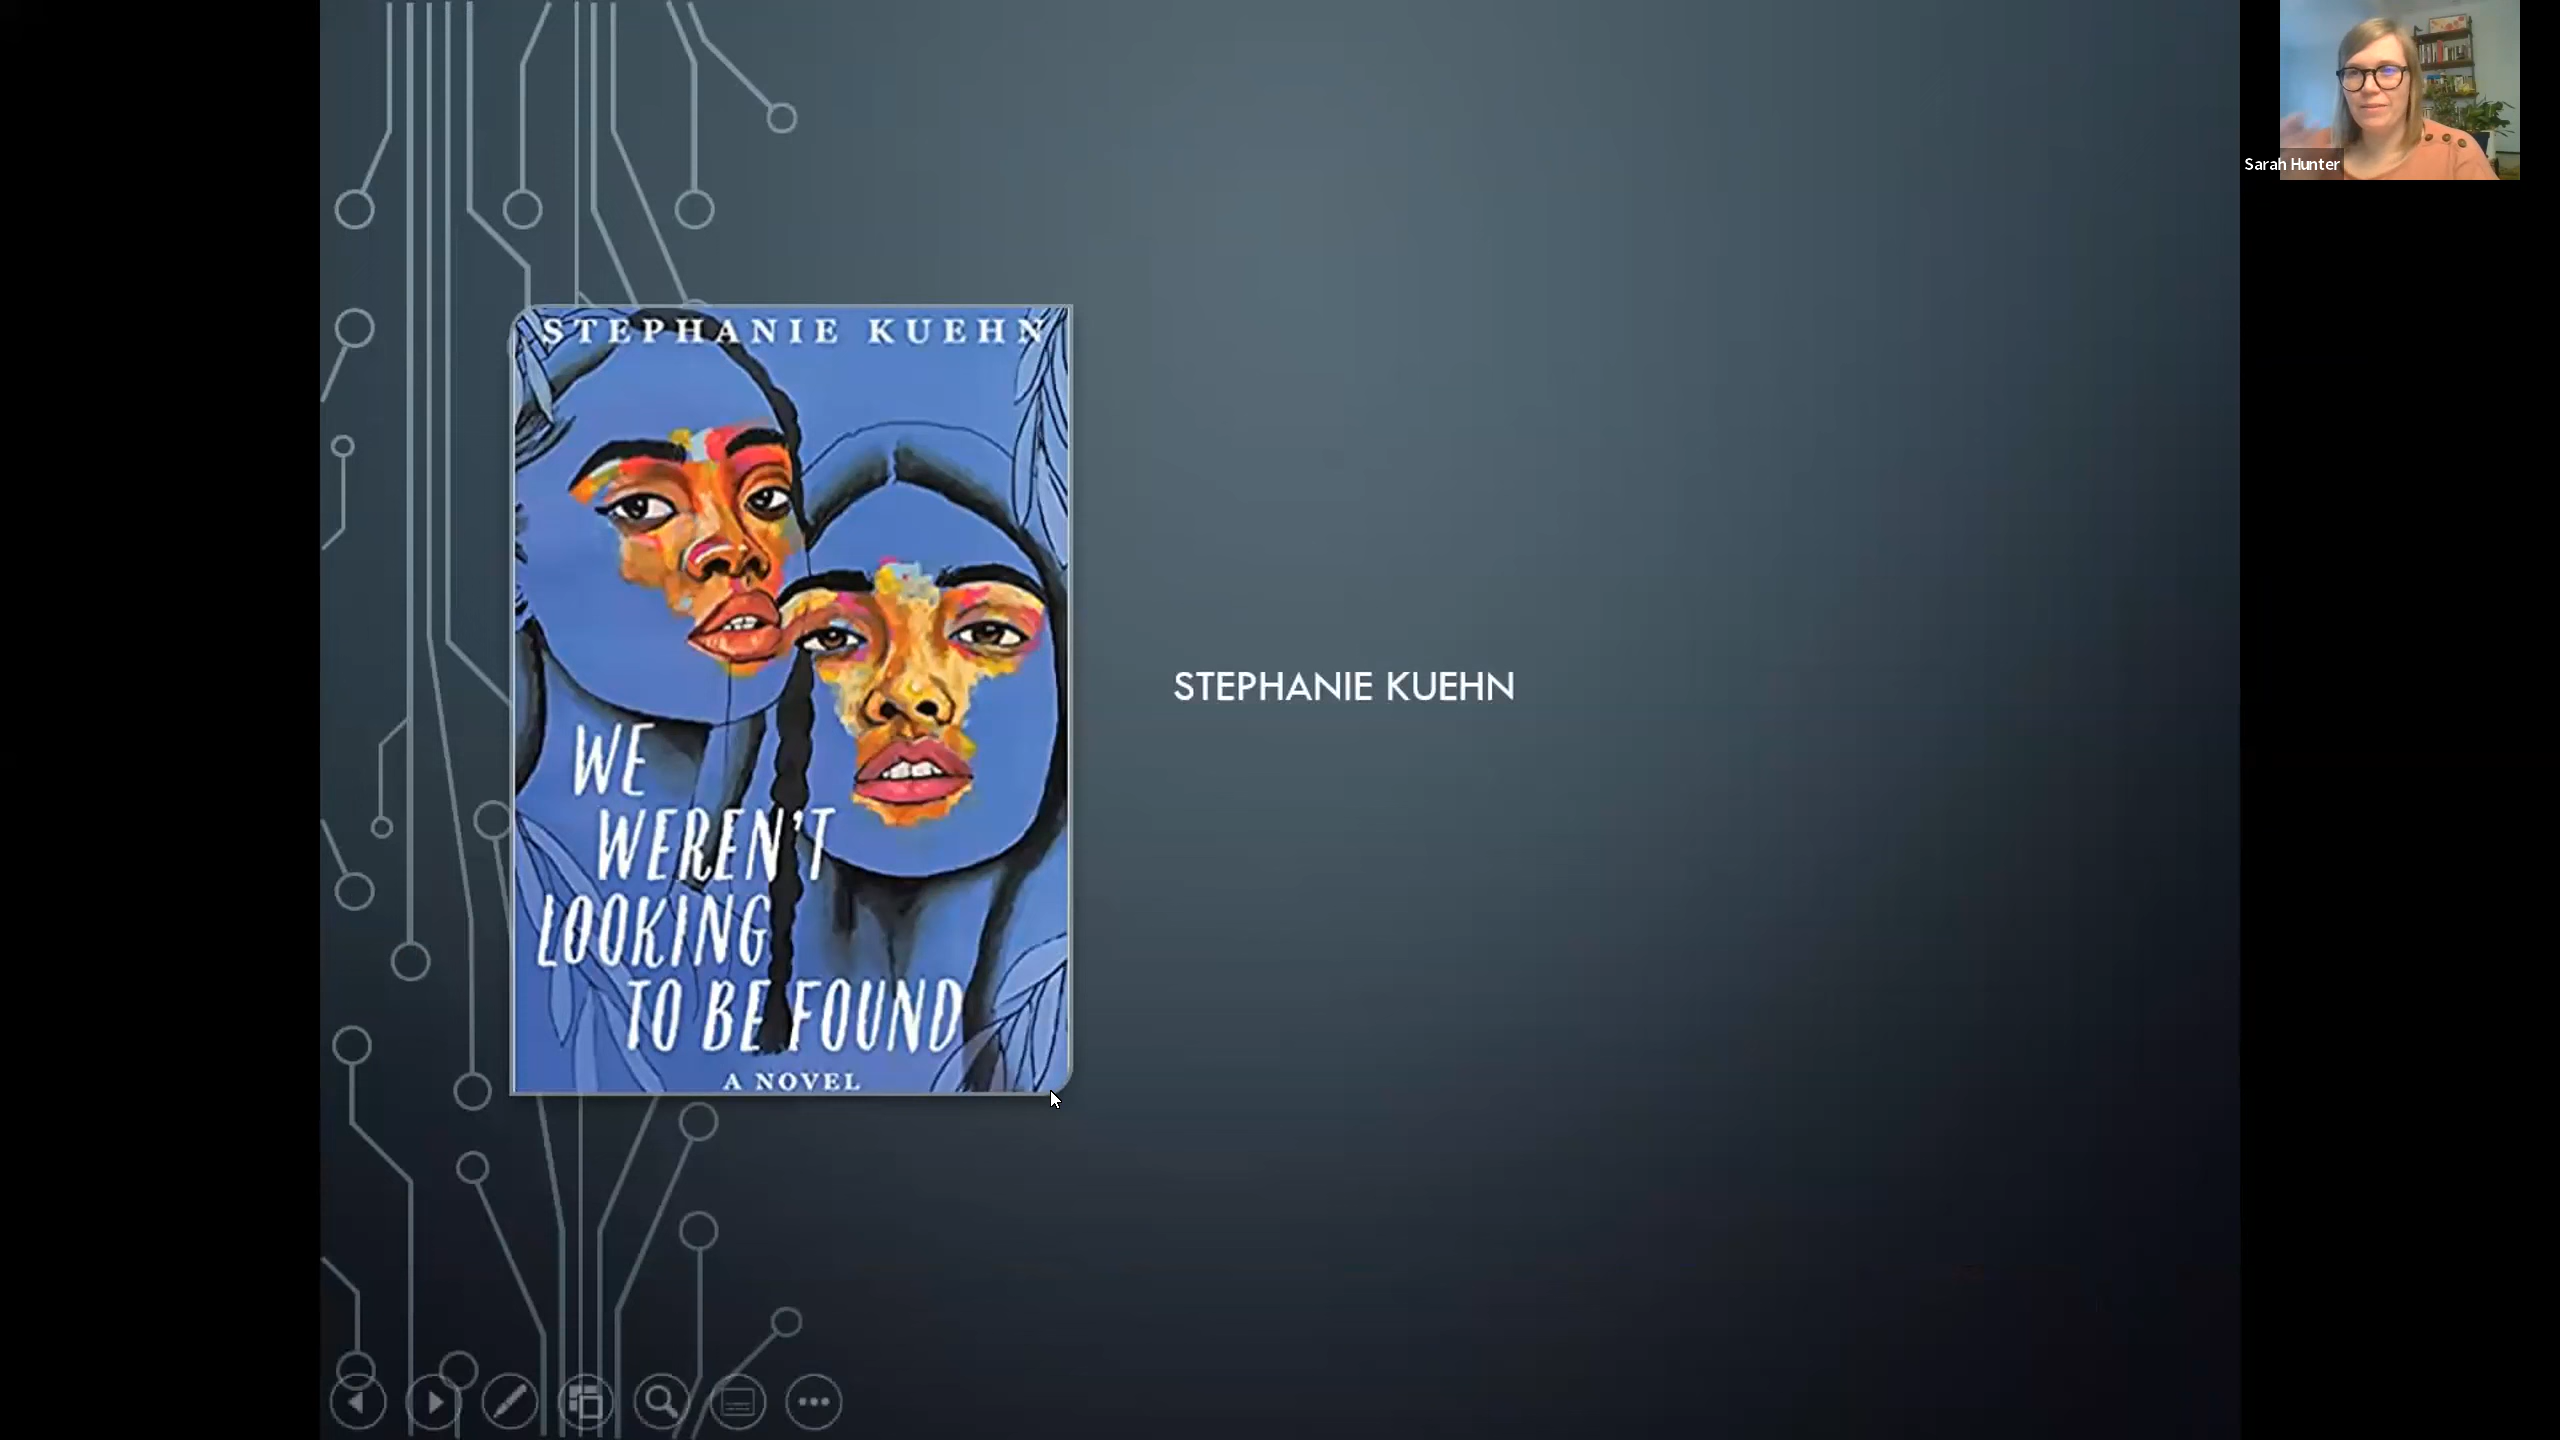 Sarah Hunter
STEPHANIE KUEHN
WE
WEREN'T
LOOKING
TO BE FOUND
A NOVEL
STEPHANIE KUEHN